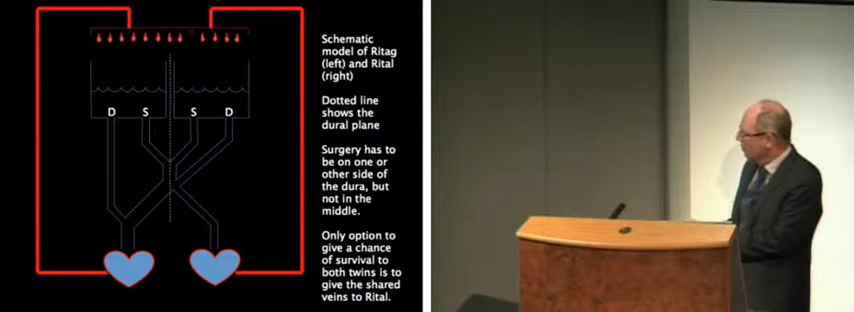 Schematic
model of Ritag
(left) and Rital
(right)
Dotted line
shows the
dural plane
Surgery has to
be on one or
other side of
the dura, but
not in the
middle.
Only option to
give a chance
of survival to
both twins is to
give the shared
veins to Rital.
D S S D